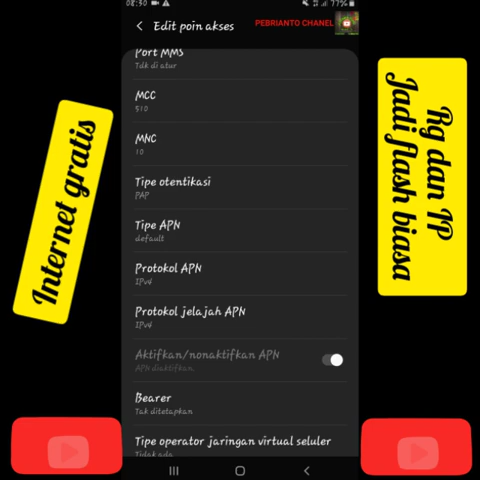 08:30
77%
Edit poin akses
PEBRIANTO CHANEL
Port MMS
Tdk di atur
MCC
510
MNC
10
Tipe otentikasi
PAP
Tipe APN
default
Protokol APN
IPv4
Protokol jelajah APN
IPv4
Aktifkan/nonaktifkan APN
APN diaktifkan.
Bearer
Tak ditetapkan
Tipe operator jaringan virtual seluler
Tidak ada
Internet gratis
Rg dan IP
Jadi flash biasa